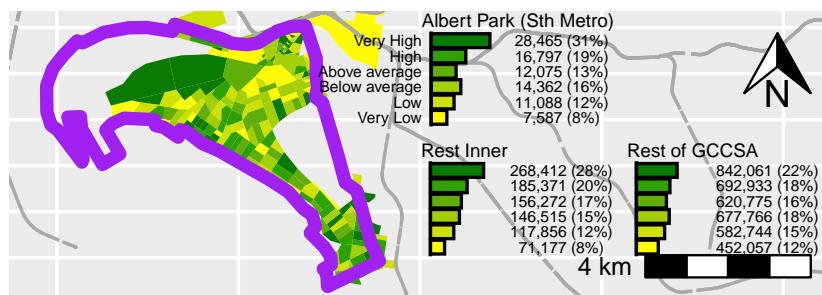 Albert Park (Sth Metro)
Very High 28,465 (31%)
High 16,797 (19%)
Above average 12,075 (13%)
Below average 14,362 (16%)
Low 11,088 (12%)
Very Low 7,587 (8%)
N
Rest Inner Rest of GCCSA
268,412 (28%) 842,061 (22%)
185,371 (20%) 692,933 (18%)
156,272 (17%) 620,775 (16%)
146,515 (15%) 677,766 (18%)
117,856 (12%) 582,744 (15%)
71,177 (8%) 452,057 (12%)
4 km